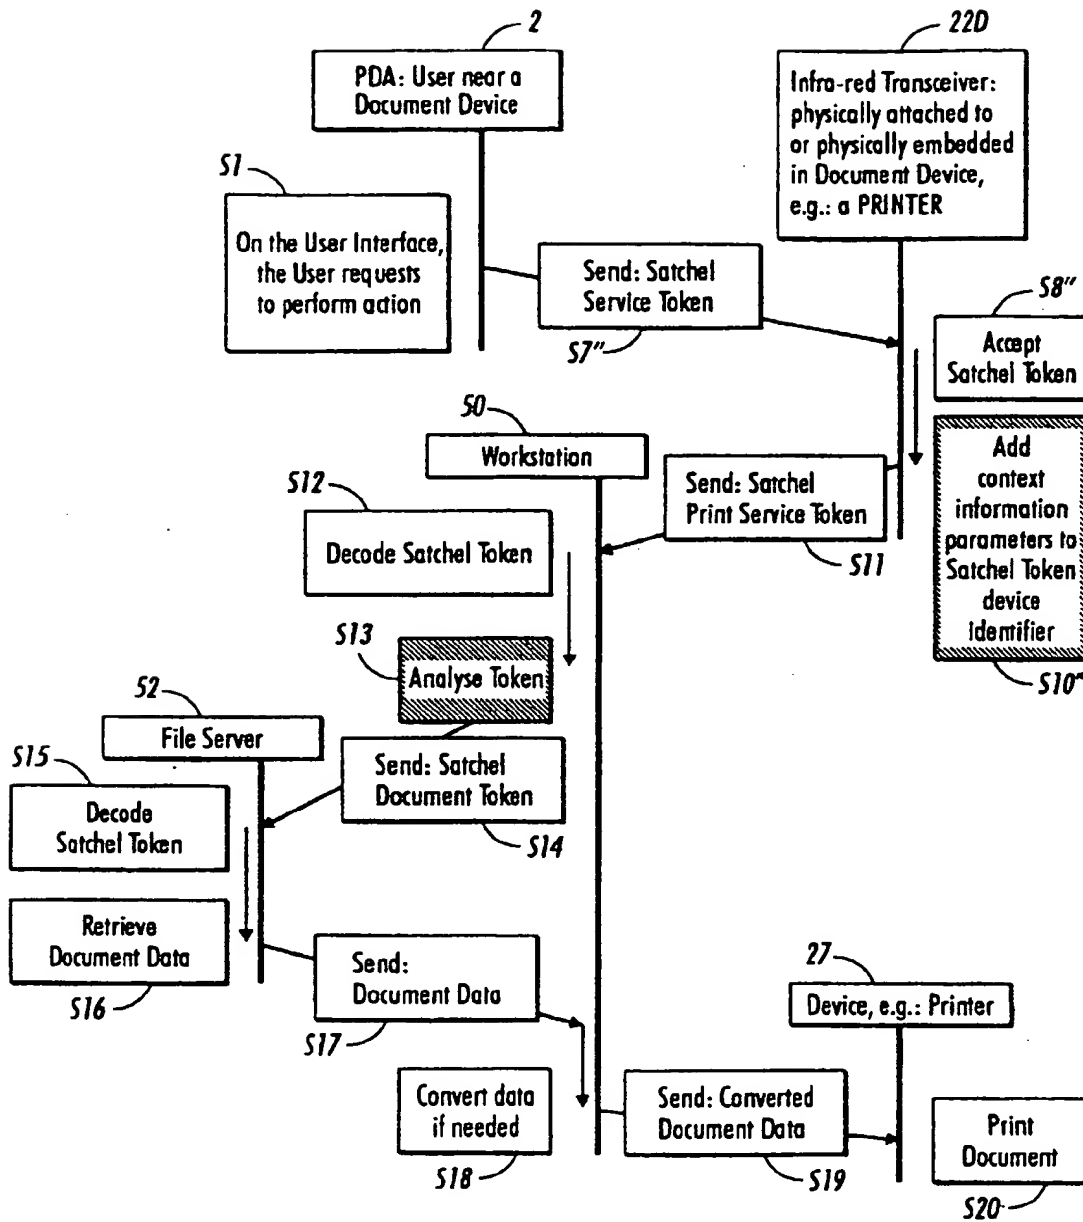 2
PDA: User near a
Document Device
22D
Infra-red Transceiver:
physically attached to
or physically embedded
in Document Device,
e.g.: a PRINTER
S1
On the User Interface,
the User requests
to perform action
Send: Satchel
Service Token
S7"
S8"
Accept
Satchel Token
50
Workstation
Send: Satchel
Print Service Token
S11
Add
context
information
parameters to
Satchel Token
device
identifier
S10"
S12
Decode Satchel Token
S13
Analyse Token
52
File Server
Send: Satchel
Document Token
S14
S15
Decode
Satchel Token
Retrieve
Document Data
S16
Send:
Document Data
S17
27
Device, e.g.: Printer
Convert data
if needed
S18
Send: Converted
Document Data
S19
Print
Document
S20